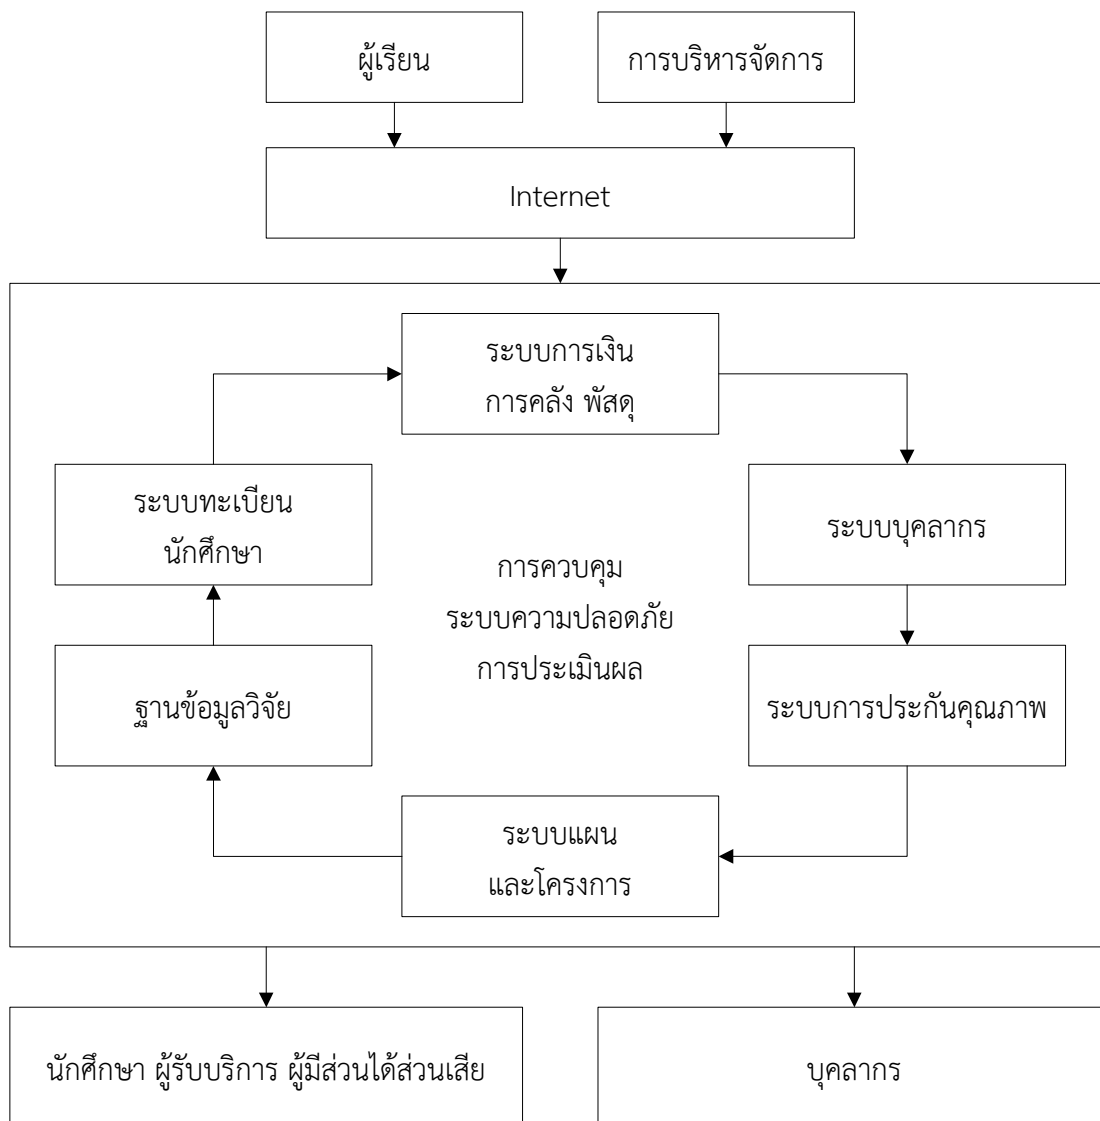 ผู้เรียน
การบริหารจัดการ
Internet
ระบบการเงิน
การคลัง พัสดุ
ระบบทะเบียน
นักศึกษา
ระบบบุคลากร
การควบคุม
ระบบความปลอดภัย
การประเมินผล
ฐานข้อมูลวิจัย
ระบบการประกันคุณภาพ
ระบบแผน
และโครงการ
นักศึกษา ผู้รับบริการ ผู้มีส่วนได้ส่วนเสีย
บุคลากร